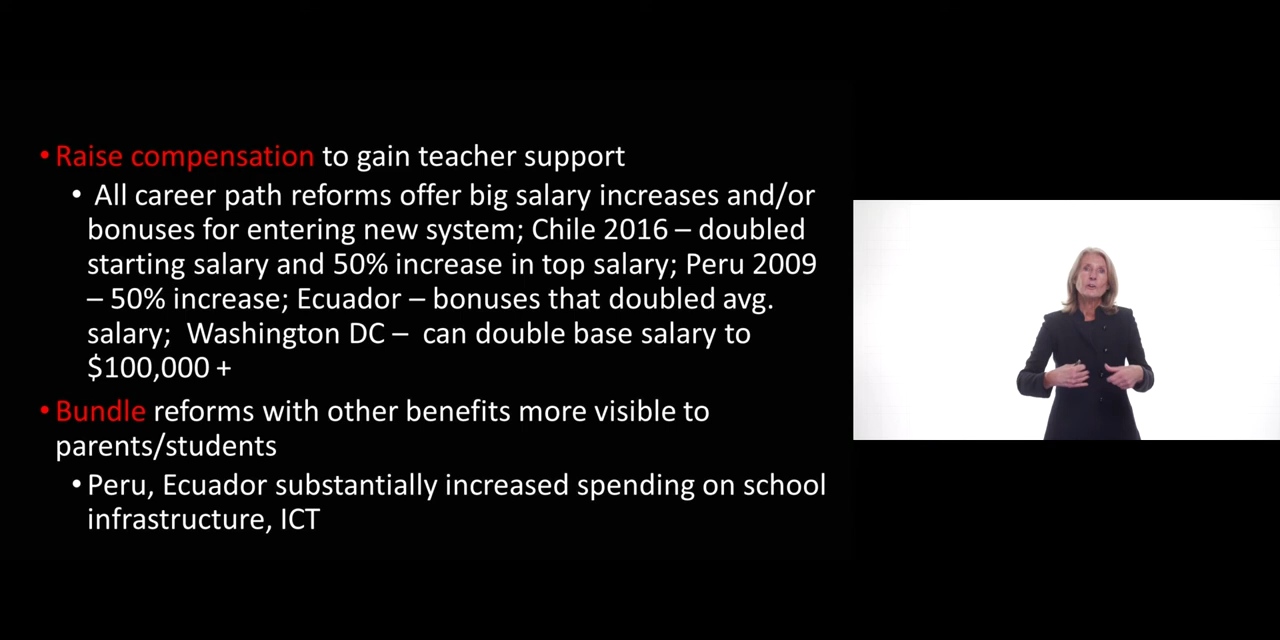 • Raise compensation to gain teacher support
• All career path reforms offer big salary increases and/or
bonuses for entering new system; Chile 2016 – doubled
starting salary and 50% increase in top salary; Peru 2009
– 50% increase; Ecuador – bonuses that doubled avg.
salary; Washington DC – can double base salary to
$100,000 +
• Bundle reforms with other benefits more visible to
parents/students
• Peru, Ecuador substantially increased spending on school
infrastructure, ICT